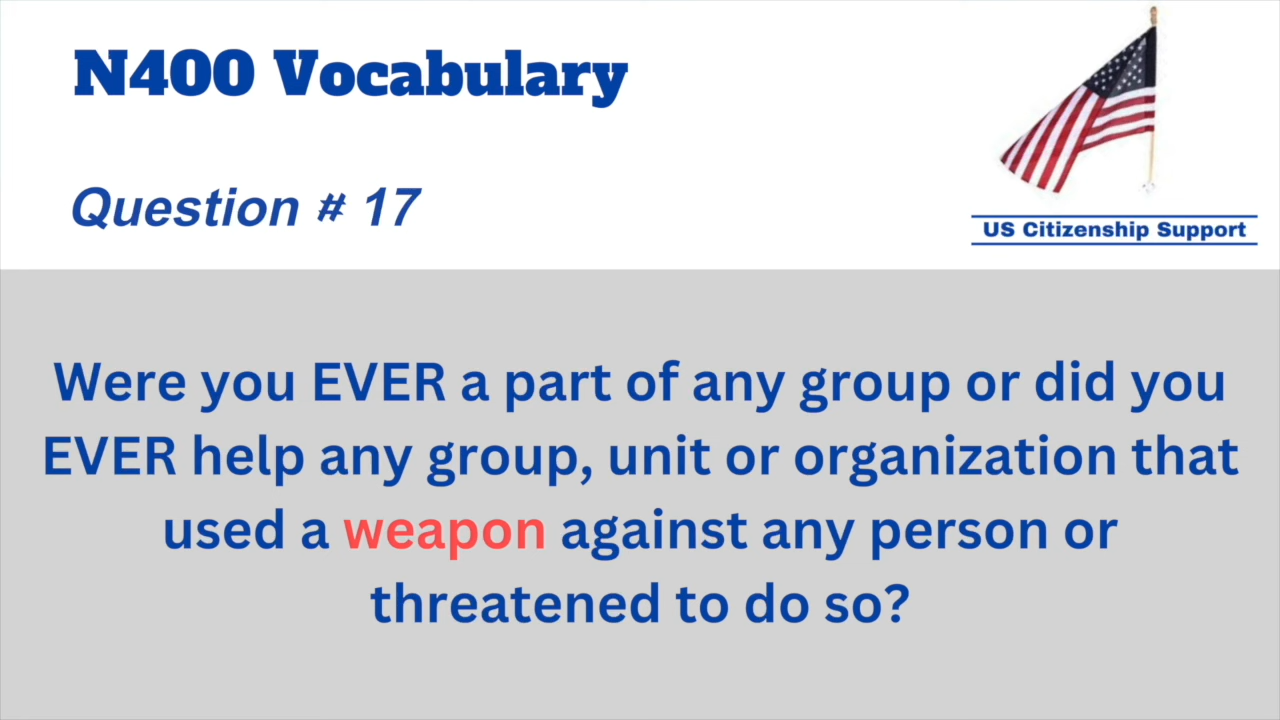 N400 Vocabulary
Question # 17
US Citizenship Support
Were you EVER a part of any group or did you
EVER help any group, unit or organization that
used a weapon against any person or
threatened to do so?